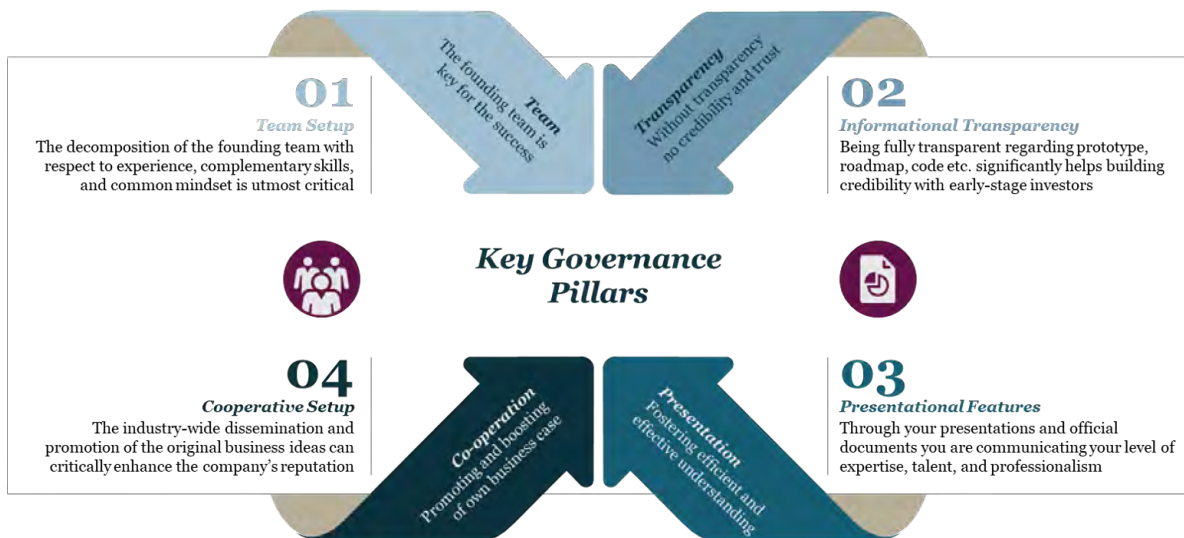 01
Team Setup
The decomposition of the founding team with
respect to experience, complementary skills,
and common mindset is utmost critical
Team
The founding team is
key for the success
Transparency
Without transparency
no credibility and trust
02
Informational Transparency
Being fully transparent regarding prototype,
roadmap, code etc. significantly helps building
credibility with early-stage investors
Key Governance
Pillars
04
Cooperative Setup
The industry-wide dissemination and
promotion of the original business ideas can
critically enhance the company's reputation
Co-operation
Promoting and boosting
of own business case
Presentation
Fostering efficient and
effective understanding
03
Presentational Features
Through your presentations and official
documents you are communicating your level of
expertise, talent, and professionalism